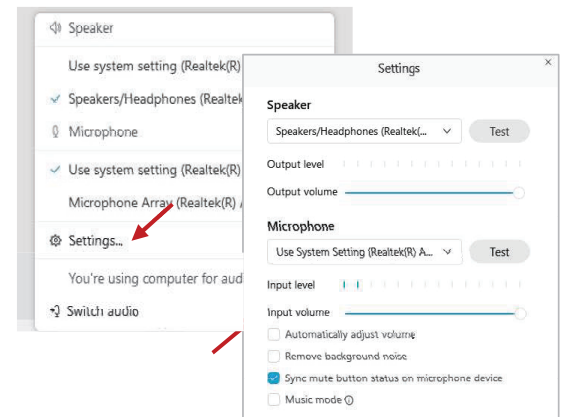 Speaker
Use system setting (Realtek(R)
Speakers/Headphones (Realtek
Microphone
Use system setting (Realtek(R)
Microphone Array (Realtek(R) A
Settings...
You're using computer for aud
Switch audio
Settings
Speaker
Speakers/Headphones (Realtek(...
Test
Output level
Output volume
Microphone
Use System Setting (Realtek(R) A...
Test
Input level
Input volume
Automatically adjust volume
Remove background noise
Sync mute button status on microphone device
Music mode